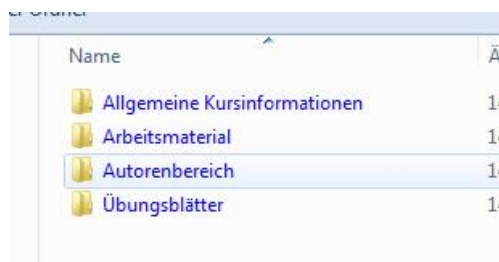 Name
Allgemeine Kursinformationen
Arbeitsmaterial
Autorenbereich
Übungsblätter